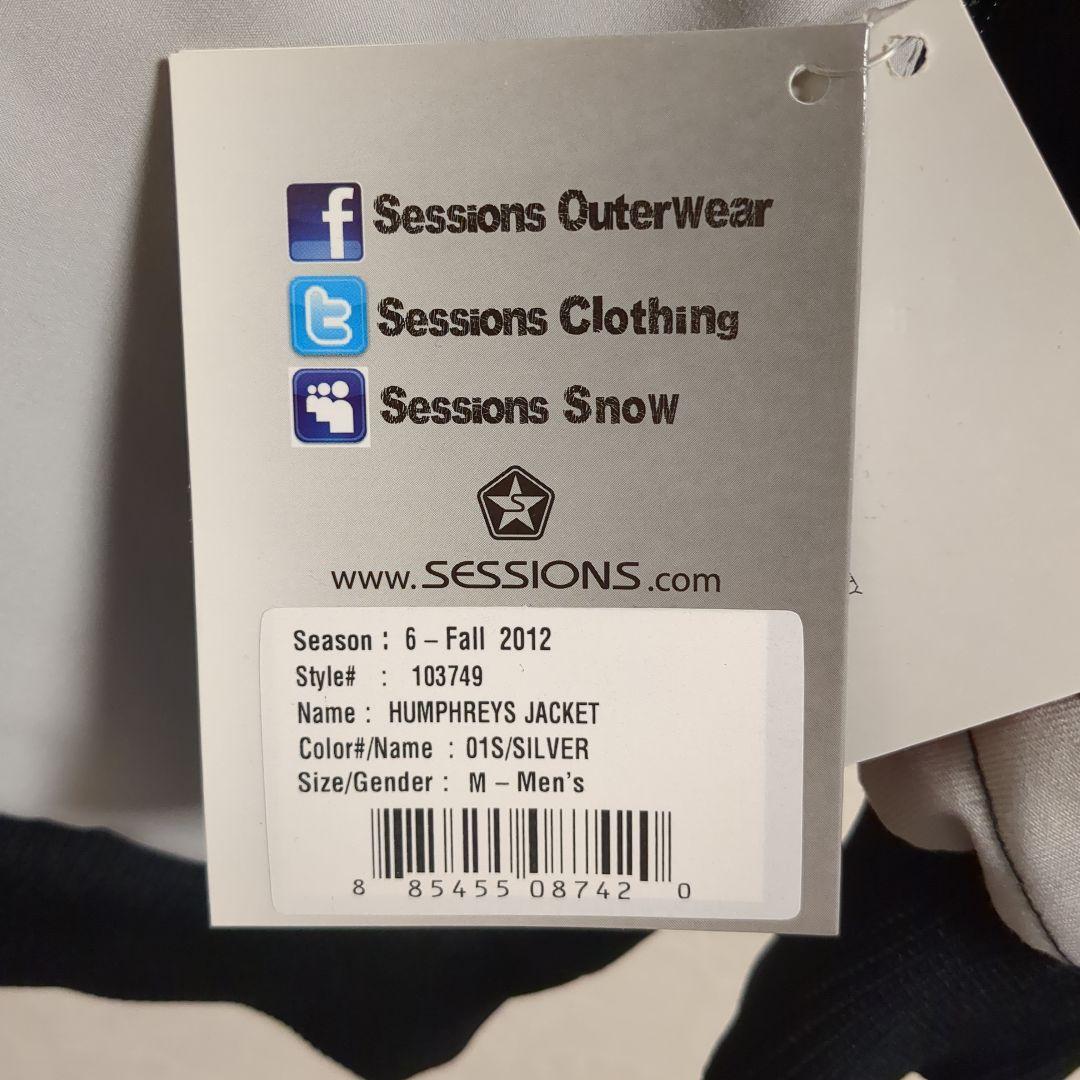 f Sessions OuterWear
t Sessions Clothing
Sessions Snow
S
www.SESSIONS.com
Season : 6 – Fall 2012
Style# : 103749
Name : HUMPHREYS JACKET
Color#/Name : 01S/SILVER
Size/Gender : M – Men's
8 85455 08742 0